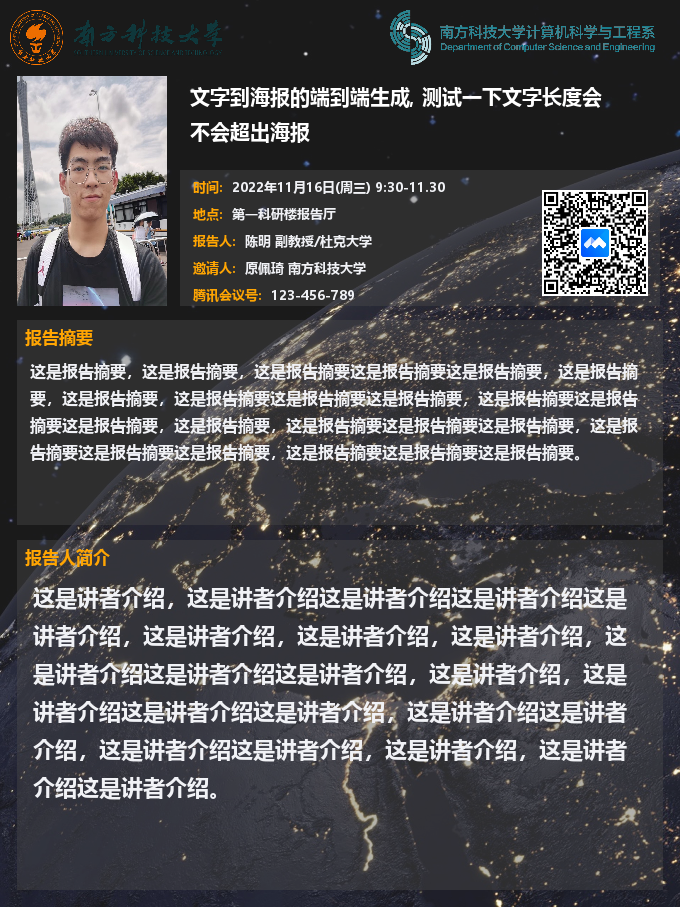 南方科技大学
南方科技大学计算机科学与工程系
Department of Computer Science and Engineering
文字到海报的端到端生成, 测试一下文字长度会
不会超出海报
时间: 2022年11月16日(周三) 9:30-11.30
地点: 第一科研楼报告厅
报告人: 陈明 副教授/杜克大学
邀请人: 原佩琦 南方科技大学
腾讯会议号: 123-456-789
报告摘要
这是报告摘要，这是报告摘要，这是报告摘要这是报告摘要这是报告摘要，这是报告摘
要，这是报告摘要，这是报告摘要这是报告摘要这是报告摘要，这是报告摘要这是报告
摘要这是报告摘要，这是报告摘要，这是报告摘要这是报告摘要这是报告摘要，这是报
告摘要这是报告摘要这是报告摘要，这是报告摘要这是报告摘要这是报告摘要。
报告人简介
这是讲者介绍，这是讲者介绍这是讲者介绍这是讲者介绍这是
讲者介绍，这是讲者介绍，这是讲者介绍，这是讲者介绍，这
是讲者介绍这是讲者介绍这是讲者介绍，这是讲者介绍，这是
讲者介绍这是讲者介绍这是讲者介绍，这是讲者介绍这是讲者
介绍，这是讲者介绍这是讲者介绍，这是讲者介绍，这是讲者
介绍这是讲者介绍。